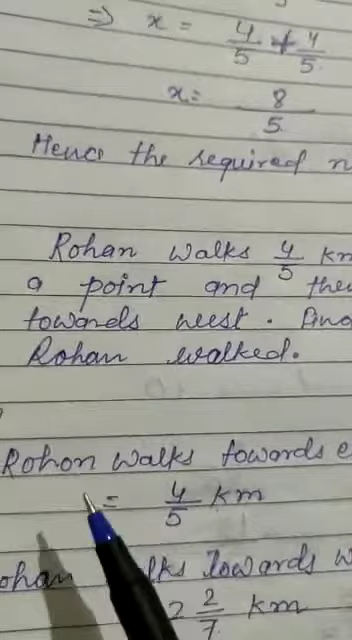 ⇒ x = 4/5 + 4/5
x = 8/5
Hence the required
Rohan walks 4/5 km
a point and the
towards west.
Rohan walked.
Rohan walks towards e
= 4/5 km
ohan walks towards w
2 2/7 km